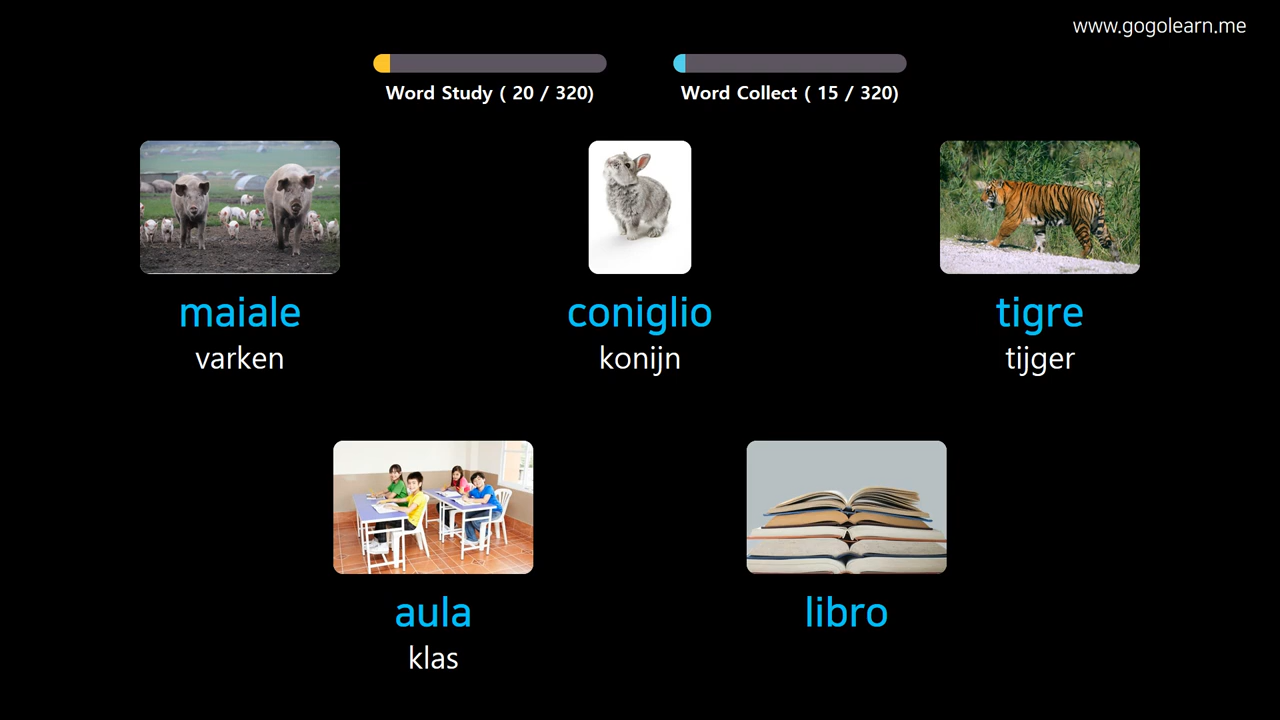 www.gogolearn.me
Word Study ( 20 / 320)
Word Collect ( 15 / 320)
maiale
varken
coniglio
konijn
tigre
tijger
aula
klas
libro